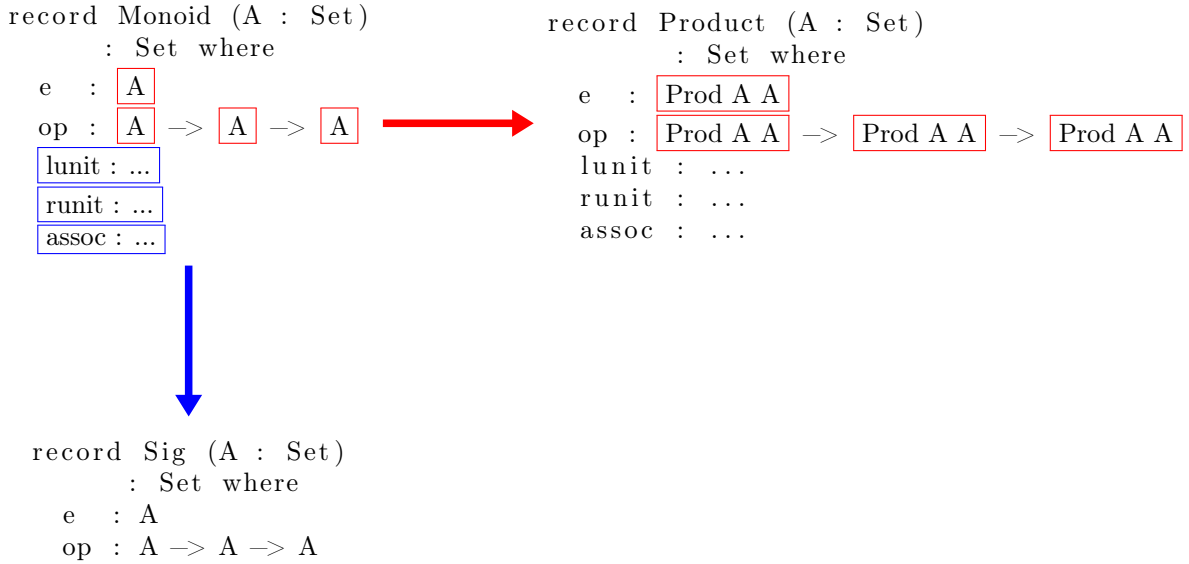 record Monoid (A : Set)
: Set where
e : A
op : A –> A –> A
lunit : ...
runit : ...
assoc : ...
record Product (A : Set)
: Set where
e : Prod A A
op : Prod A A –> Prod A A –> Prod A A
lunit : ...
runit : ...
assoc : ...
record Sig (A : Set)
: Set where
e : A
op : A –> A –> A